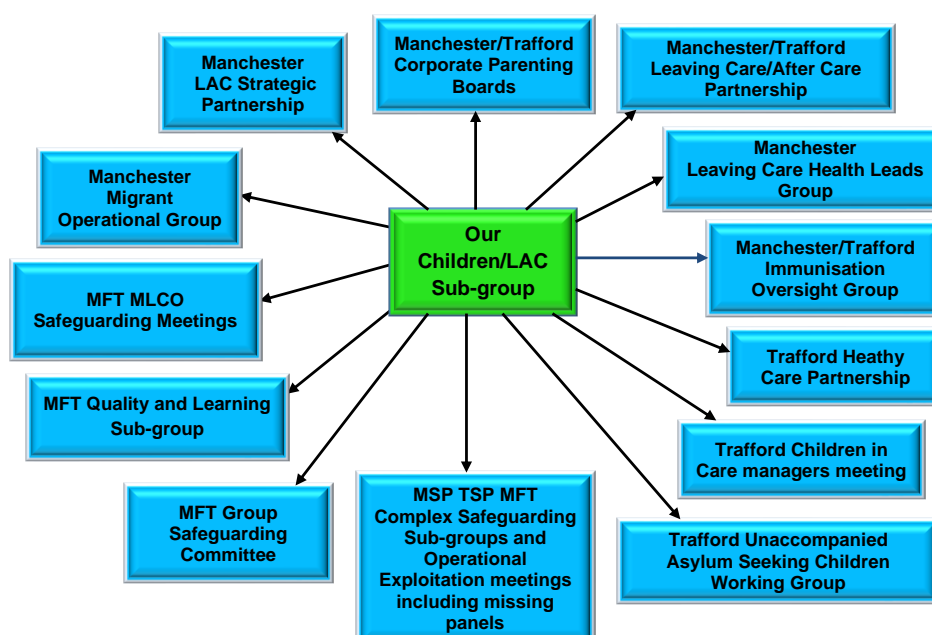 Manchester/Trafford
Corporate Parenting
Boards
Manchester/Trafford
Leaving Care/After Care
Partnership
Manchester
LAC Strategic
Partnership
Manchester
Leaving Care Health Leads
Group
Manchester
Migrant
Operational Group
Our
Children/LAC
Sub-group
Manchester/Trafford
Immunisation
Oversight Group
MFT MLCO
Safeguarding Meetings
Trafford Heathy
Care Partnership
MFT Quality and Learning
Sub-group
Trafford Children in
Care managers meeting
MFT Group
Safeguarding
Committee
MSP TSP MFT
Complex Safeguarding
Sub-groups and
Operational
Exploitation meetings
including missing
panels
Trafford Unaccompanied
Asylum Seeking Children
Working Group